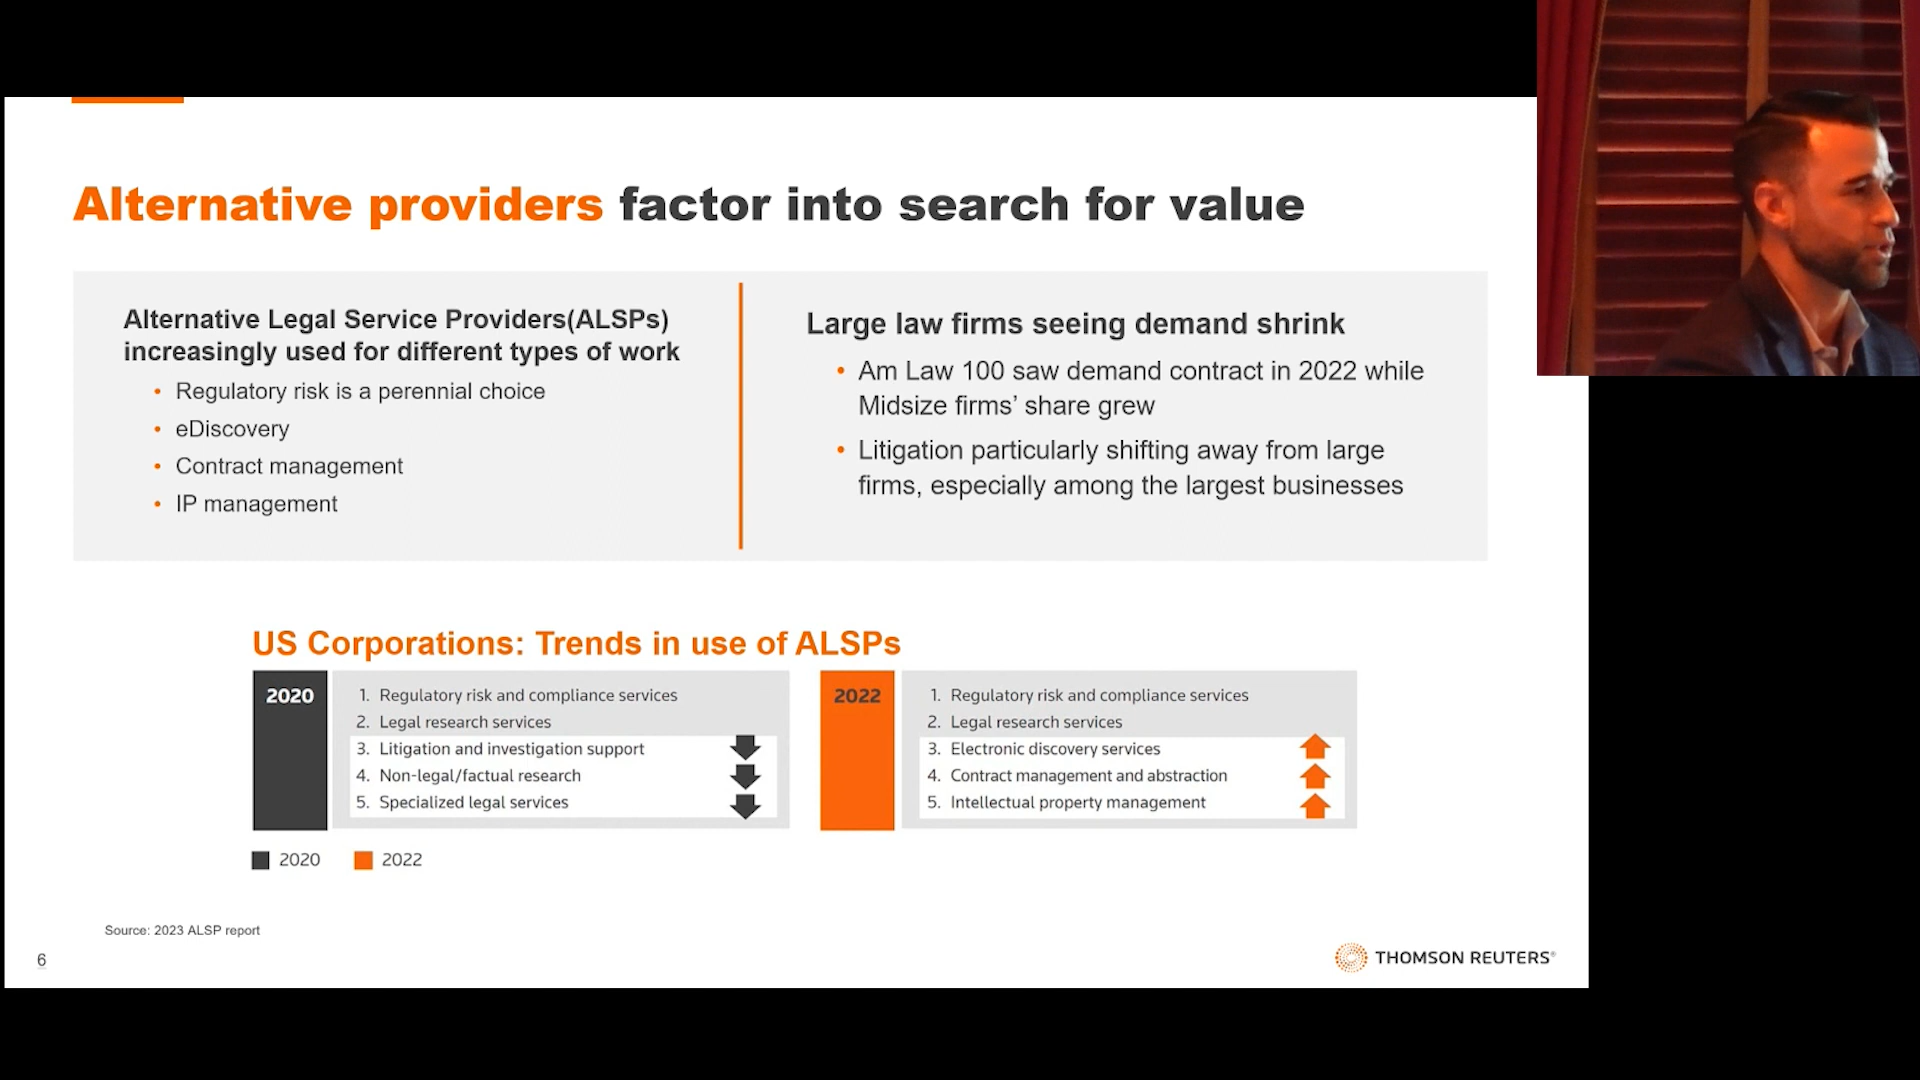 Alternative providers factor into search for value
Alternative Legal Service Providers(ALSPs)
increasingly used for different types of work
• Regulatory risk is a perennial choice
• eDiscovery
• Contract management
• IP management
Large law firms seeing demand shrink
• Am Law 100 saw demand contract in 2022 while
Midsize firms’ share grew
• Litigation particularly shifting away from large
firms, especially among the largest businesses
US Corporations: Trends in use of ALSPs
2020
1. Regulatory risk and compliance services
2. Legal research services
3. Litigation and investigation support
4. Non-legal/factual research
5. Specialized legal services
2022
1. Regulatory risk and compliance services
2. Legal research services
3. Electronic discovery services
4. Contract management and abstraction
5. Intellectual property management
2020 2022
Source: 2023 ALSP report
6
THOMSON REUTERS®